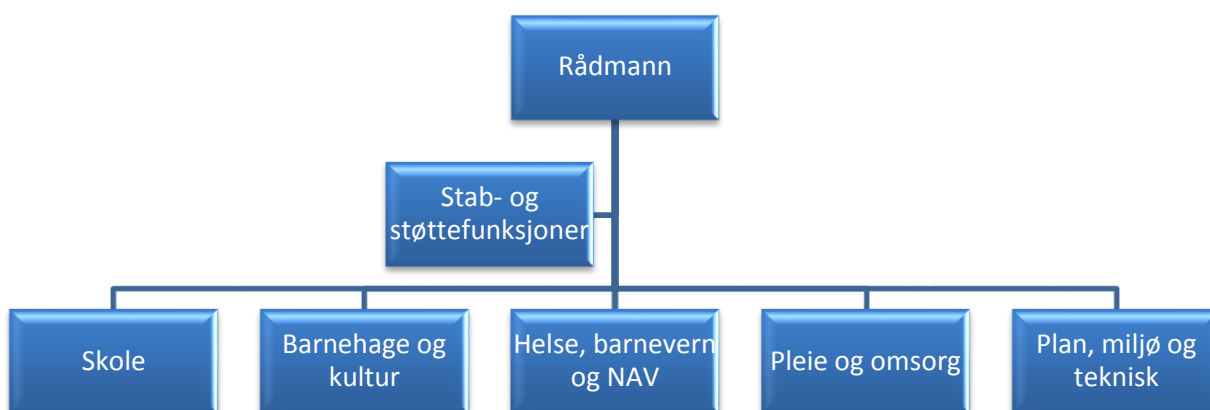 Rådmann
Stab- og
støttefunksjoner
Skole
Barnehage og
kultur
Helse, barnevern
og NAV
Pleie og omsorg
Plan, miljø og
teknisk